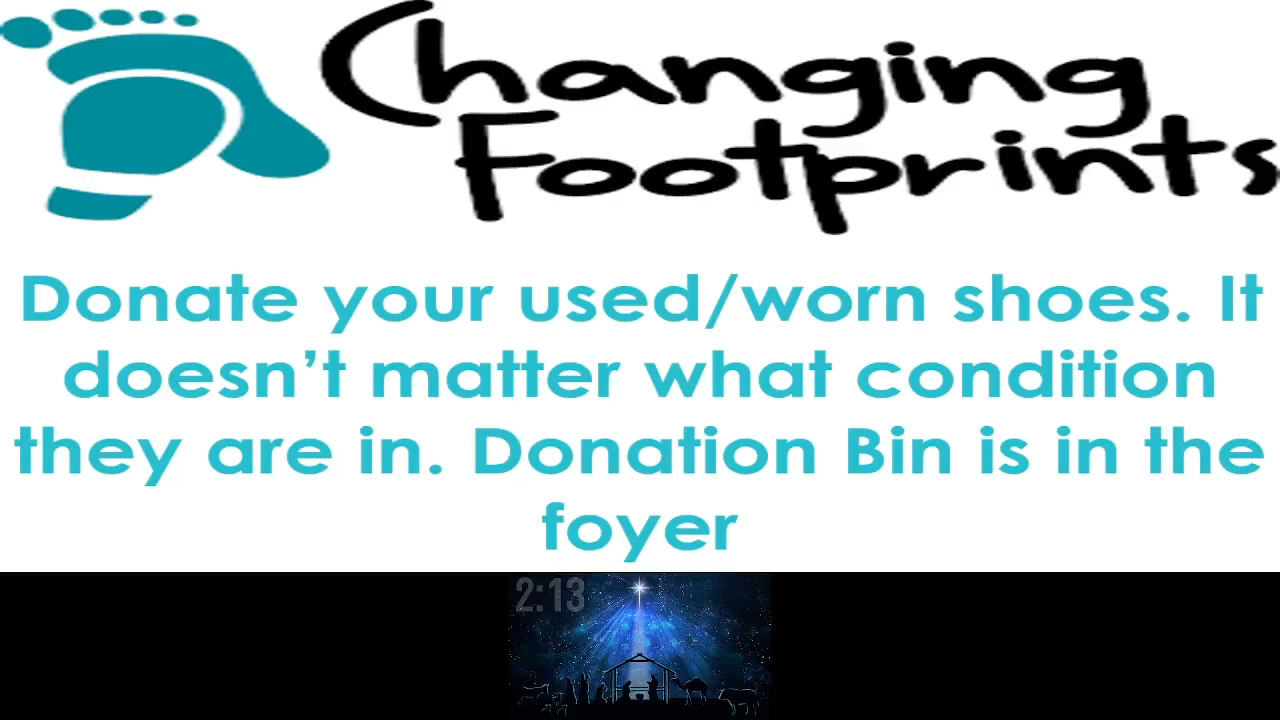 Changing
Footprints
Donate your used/worn shoes. It
doesn’t matter what condition
they are in. Donation Bin is in the
foyer
2:13